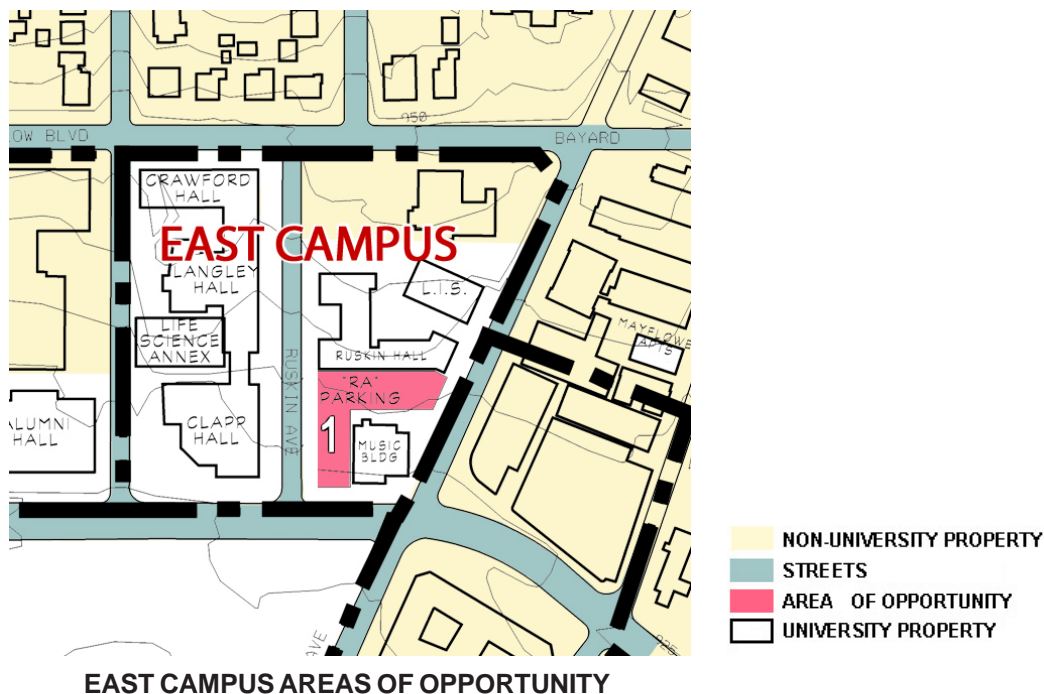 950
OW BLVD
BAYARD
CRAWFORD
HALL
EAST CAMPUS
LANGLEY
HALL
L.I.S.
LIFE
SCIENCE
ANNEX
MAYFLOWER
APTS
RUSKIN AVE
RUSKIN HALL
"RA"
PARKING
1
ALUMNI
HALL
CLAPP
HALL
MUSIC
BLDG
AVE
925
NON-UNIVERSITY PROPERTY
STREETS
AREA OF OPPORTUNITY
UNIVERSITY PROPERTY
EAST CAMPUS AREAS OF OPPORTUNITY